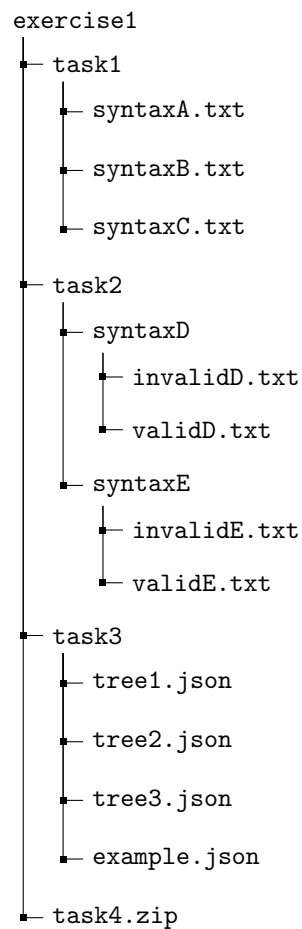 exercise1
task1
syntaxA.txt
syntaxB.txt
syntaxC.txt
task2
syntaxD
invalidD.txt
validD.txt
syntaxE
invalidE.txt
validE.txt
task3
tree1.json
tree2.json
tree3.json
example.json
task4.zip